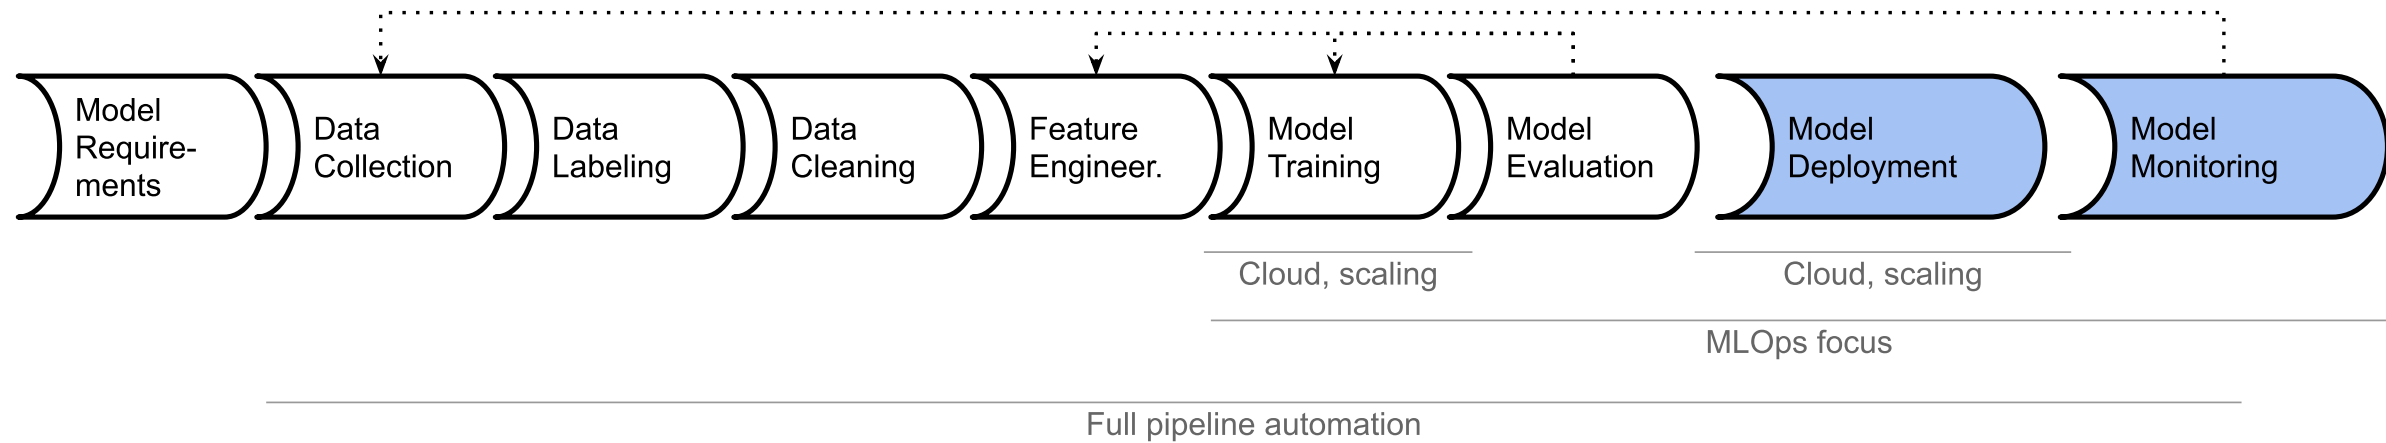 Model
Require-
ments
Data
Collection
Data
Labeling
Data
Cleaning
Feature
Engineer.
Model
Training
Model
Evaluation
Model
Deployment
Model
Monitoring
Cloud, scaling
Cloud, scaling
MLOps focus
Full pipeline automation